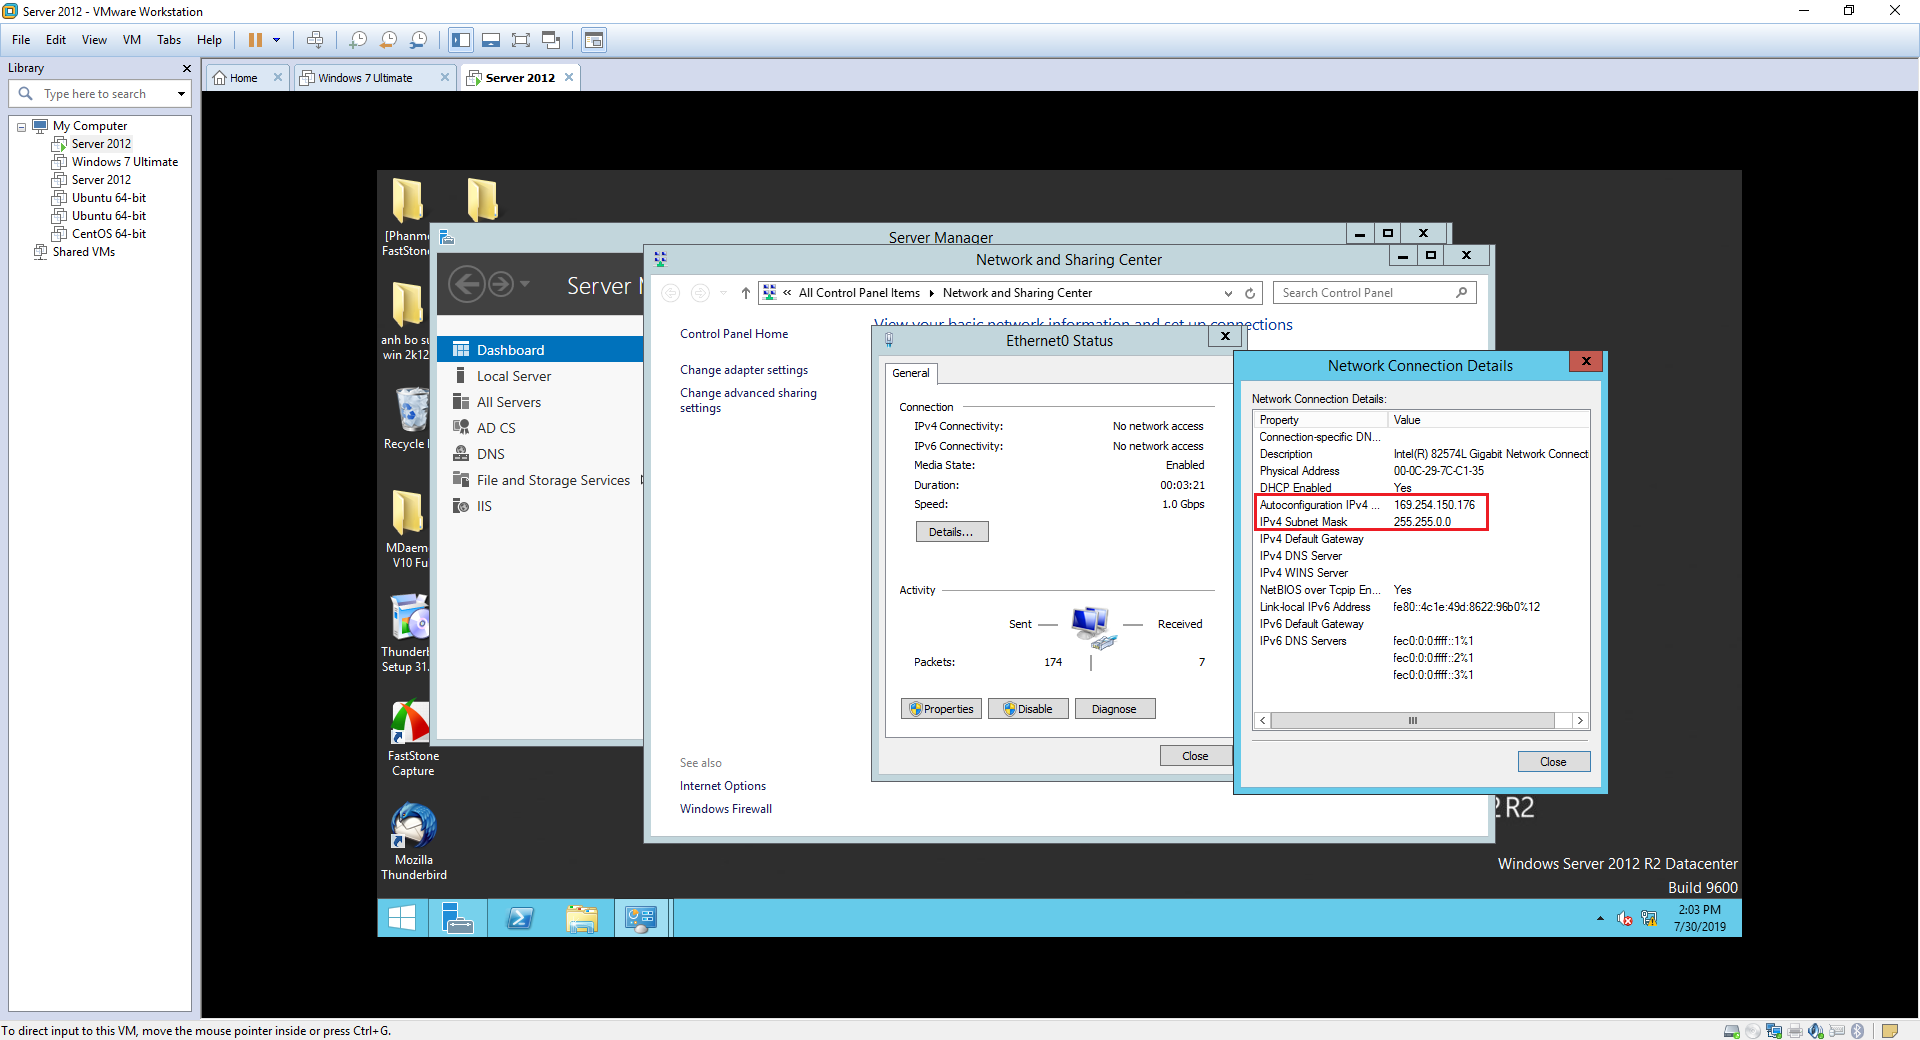 Server 2012 - VMware Workstation
File Edit View VM Tabs Help
Library
Type here to search
My Computer
Server 2012
Windows 7 Ultimate
Server 2012
Ubuntu 64-bit
Ubuntu 64-bit
CentOS 64-bit
Shared VMs
Home
Windows 7 Ultimate
Server 2012
[Phanm
FastStone
anh bo su
win 2k12
Recycle
MDaem
V10 Fu
Thunderb
Setup 31.
FastStone
Capture
Mozilla
Thunderbird
Server Manager
Server
Dashboard
Local Server
All Servers
AD CS
DNS
File and Storage Services
IIS
Network and Sharing Center
« All Control Panel Items ▸ Network and Sharing Center
Search Control Panel
Control Panel Home
Change adapter settings
Change advanced sharing
settings
See also
Internet Options
Windows Firewall
View your basic network information and set up connections
Ethernet0 Status
General
Connection
IPv4 Connectivity: No network access
IPv6 Connectivity: No network access
Media State: Enabled
Duration: 00:03:21
Speed: 1.0 Gbps
Details...
Activity
Sent Received
Packets: 174 7
Properties Disable Diagnose
Close
Network Connection Details
Network Connection Details:
Property Value
Connection-specific DN...
Description Intel(R) 82574L Gigabit Network Connect
Physical Address 00-0C-29-7C-C1-35
DHCP Enabled Yes
Autoconfiguration IPv4 ... 169.254.150.176
IPv4 Subnet Mask 255.255.0.0
IPv4 Default Gateway
IPv4 DNS Server
IPv4 WINS Server
NetBIOS over Tcpip En... Yes
Link-local IPv6 Address fe80::4c1e:49d:8622:96b0%12
IPv6 Default Gateway
IPv6 DNS Servers fec0:0:0:ffff::1%1
fec0:0:0:ffff::2%1
fec0:0:0:ffff::3%1
Close
2 R2
Windows Server 2012 R2 Datacenter
Build 9600
2:03 PM
7/30/2019
To direct input to this VM, move the mouse pointer inside or press Ctrl+G.